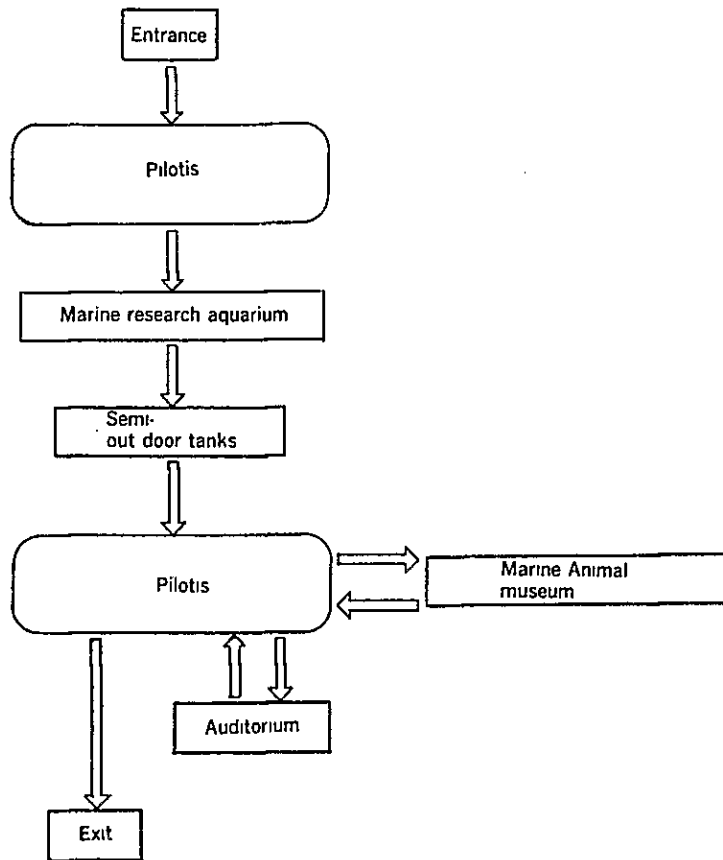 Entrance
Pilotis
Marine research aquarium
Semi-
out door tanks
Pilotis
Marine Animal
museum
Auditorium
Exit